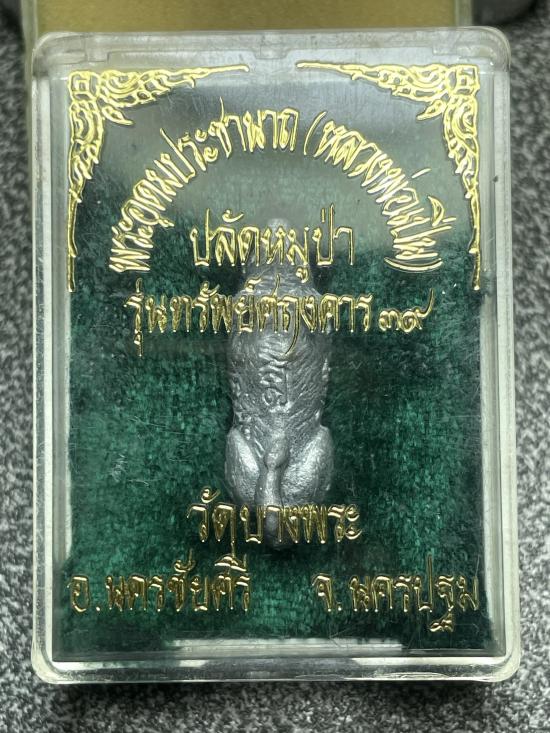 พระอุดมประชานาถ (หลวงพ่อเปิ่น)
ปลัดหมูป่า
รุ่นทรัพย์ศฤงคาร ๓๙
วัดบางพระ
อ.นครชัยศรี จ.นครปฐม